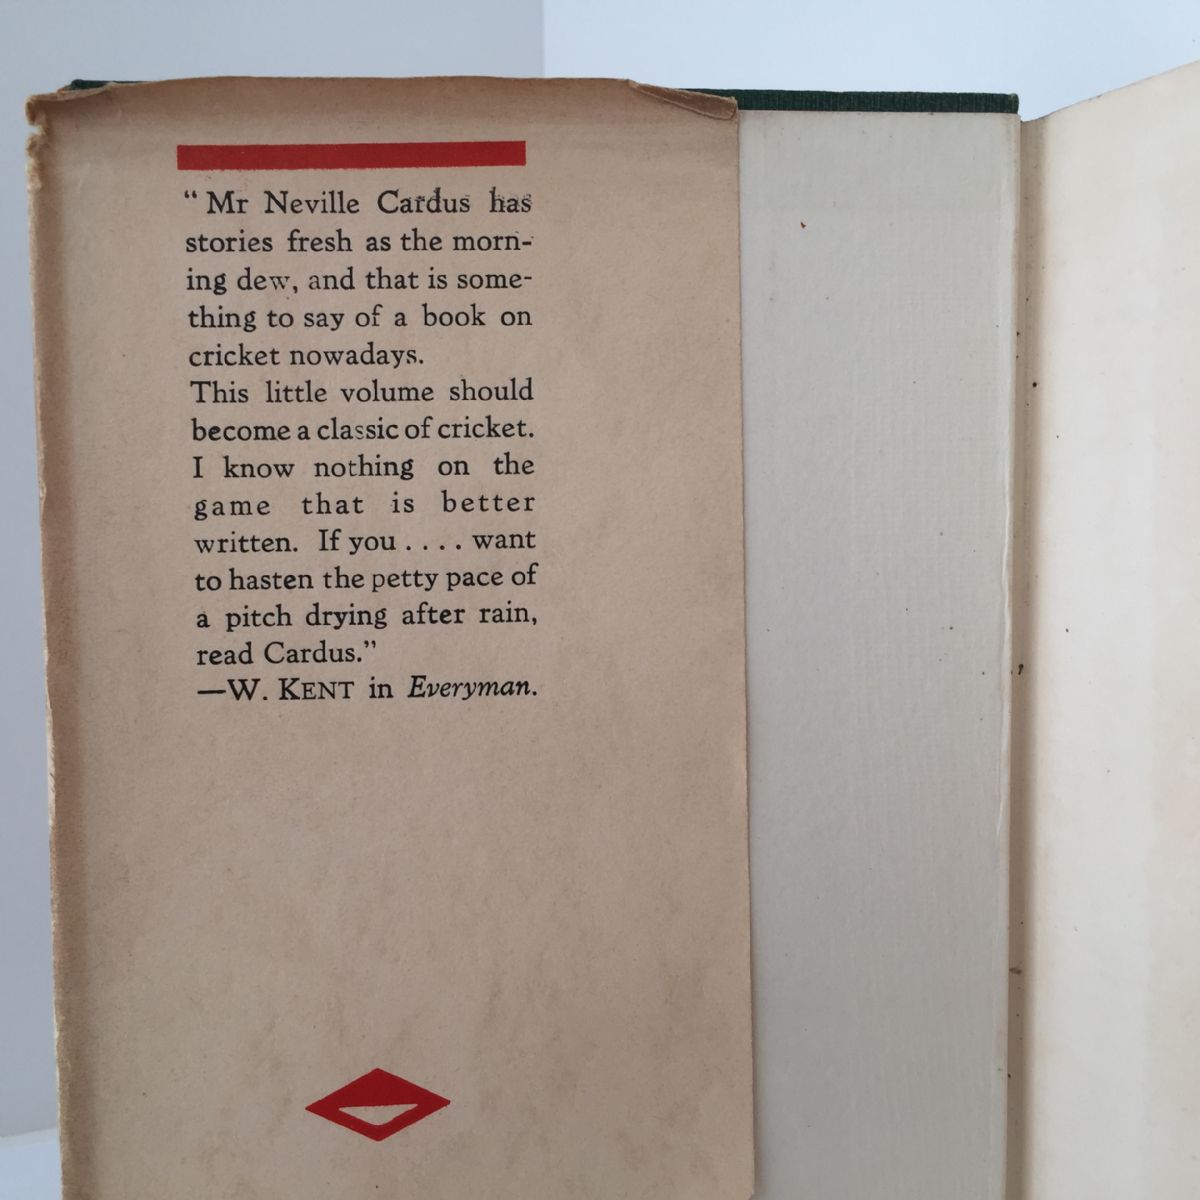 “ Mr Neville Cardus has
stories fresh as the morn-
ing dew, and that is some-
thing to say of a book on
cricket nowadays.
This little volume should
become a classic of cricket.
I know nothing on the
game that is better
written. If you .... want
to hasten the petty pace of
a pitch drying after rain,
read Cardus.”
—W. KENT in Everyman.